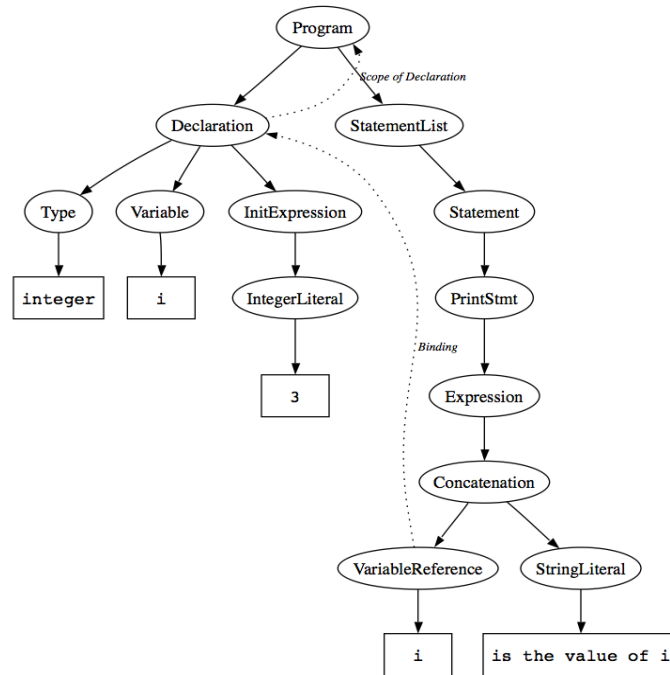 Program
Scope of Declaration
Declaration
StatementList
Type
Variable
InitExpression
Statement
integer
i
IntegerLiteral
PrintStmt
Binding
3
Expression
Concatenation
VariableReference
StringLiteral
i
is the value of i